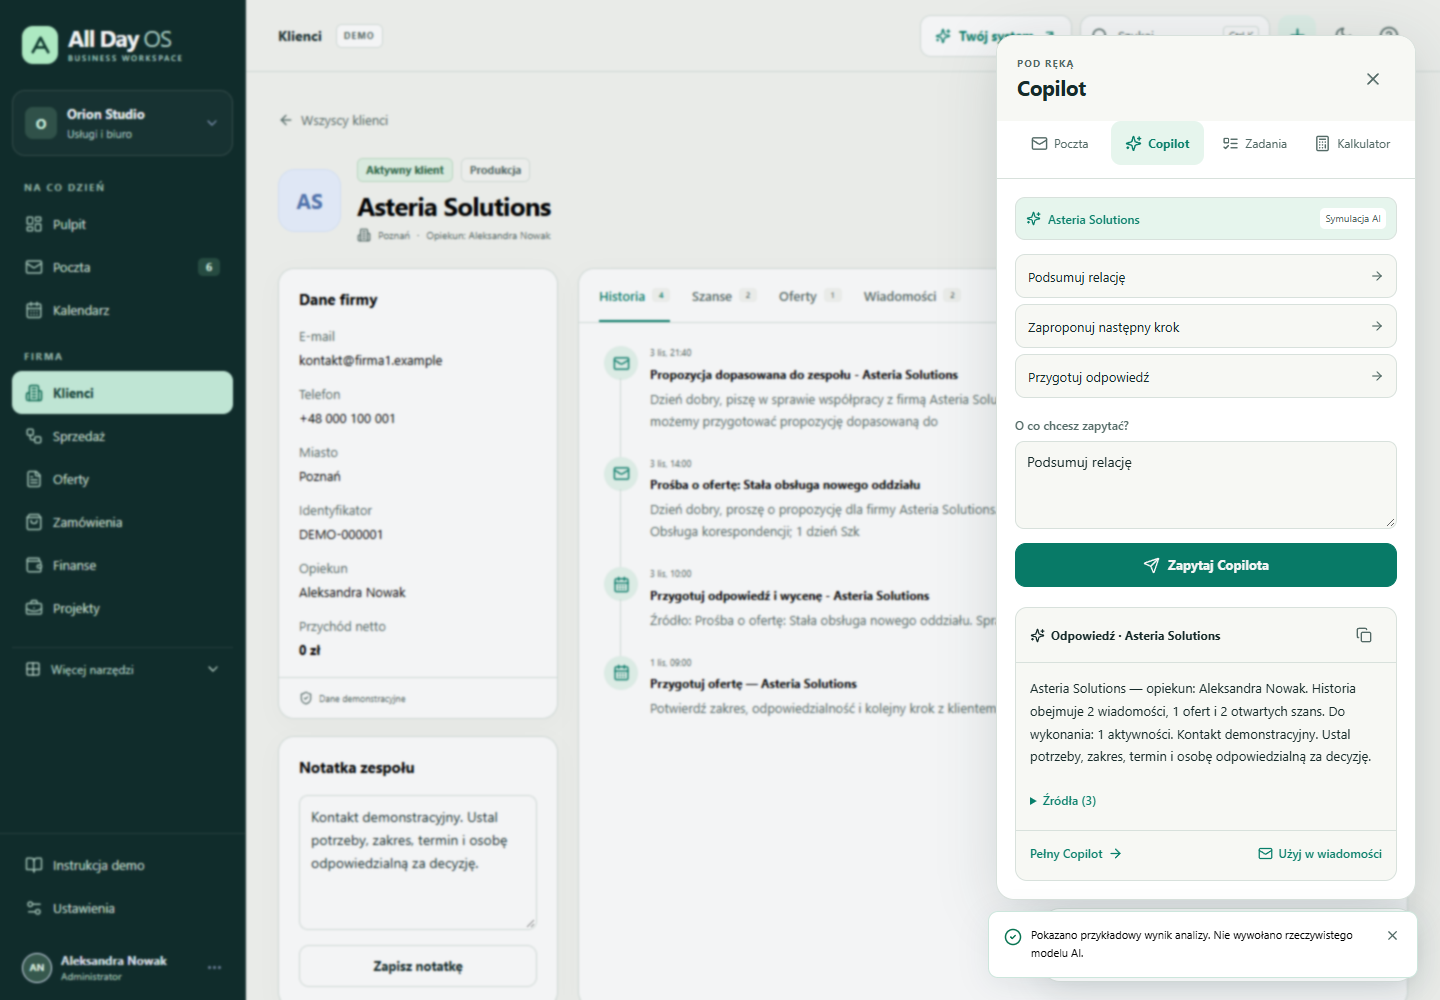 All Day OS
BUSINESS WORKSPACE
O
Orion Studio
Usługi i biuro
NA CO DZIEŃ
Pulpit
Poczta 6
Kalendarz
FIRMA
Klienci
Sprzedaż
Oferty
Zamówienia
Finanse
Projekty
Więcej narzędzi
Instrukcja demo
Ustawienia
AN
Aleksandra Nowak
Administrator
Klienci DEMO
Twój system
Szukaj
Wszyscy klienci
AS
Aktywny klient Produkcja
Asteria Solutions
Poznań · Opiekun: Aleksandra Nowak
Dane firmy
E-mail
kontakt@firma1.example
Telefon
+48 000 100 001
Miasto
Poznań
Identyfikator
DEMO-000001
Opiekun
Aleksandra Nowak
Przychód netto
0 zł
Dane demonstracyjne
Notatka zespołu
Kontakt demonstracyjny. Ustal
potrzeby, zakres, termin i osobę
odpowiedzialną za decyzję.
Zapisz notatkę
Historia 4 Szanse 2 Oferty 1 Wiadomości 2
3 lis, 21:40
Propozycja dopasowana do zespołu - Asteria Solutions
Dzień dobry, piszę w sprawie współpracy z firmą Asteria Solu
możemy przygotować propozycję dopasowaną do
3 lis, 14:00
Prośba o ofertę: Stała obsługa nowego oddziału
Dzień dobry, proszę o propozycję dla firmy Asteria Solutions
Obsługa korespondencji; 1 dzień Szk
3 lis, 10:00
Przygotuj odpowiedź i wycenę - Asteria Solutions
Źródło: Prośba o ofertę: Stała obsługa nowego oddziału. Spr
1 lis, 09:00
Przygotuj ofertę — Asteria Solutions
Potwierdź zakres, odpowiedzialność i kolejny krok z klientem
POD RĘKĄ
Copilot
Poczta Copilot Zadania Kalkulator
Asteria Solutions Symulacja AI
Podsumuj relację
Zaproponuj następny krok
Przygotuj odpowiedź
O co chcesz zapytać?
Podsumuj relację
Zapytaj Copilota
Odpowiedź · Asteria Solutions
Asteria Solutions — opiekun: Aleksandra Nowak. Historia
obejmuje 2 wiadomości, 1 ofert i 2 otwartych szans. Do
wykonania: 1 aktywności. Kontakt demonstracyjny. Ustal
potrzeby, zakres, termin i osobę odpowiedzialną za decyzję.
Źródła (3)
Pełny Copilot Użyj w wiadomości
Pokazano przykładowy wynik analizy. Nie wywołano rzeczywistego
modelu AI.